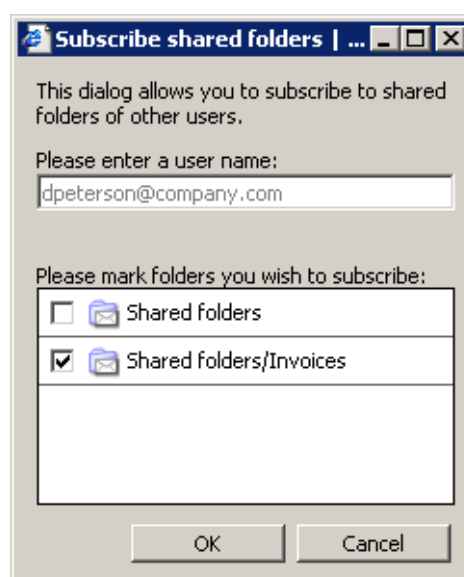 Subscribe shared folders | ...
This dialog allows you to subscribe to shared
folders of other users.
Please enter a user name:
dpeterson@company.com
Please mark folders you wish to subscribe:
Shared folders
Shared folders/Invoices
OK Cancel